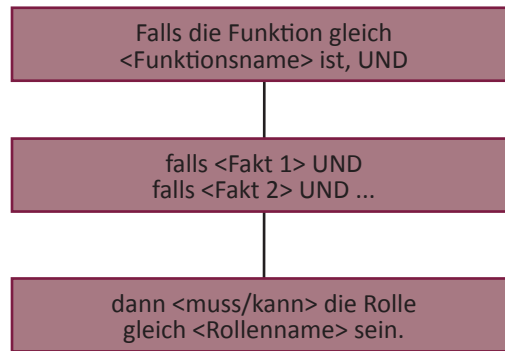 Falls die Funktion gleich
<Funktionsname> ist, UND
falls <Fakt 1> UND
falls <Fakt 2> UND ...
dann <muss/kann> die Rolle
gleich <Rollenname> sein.